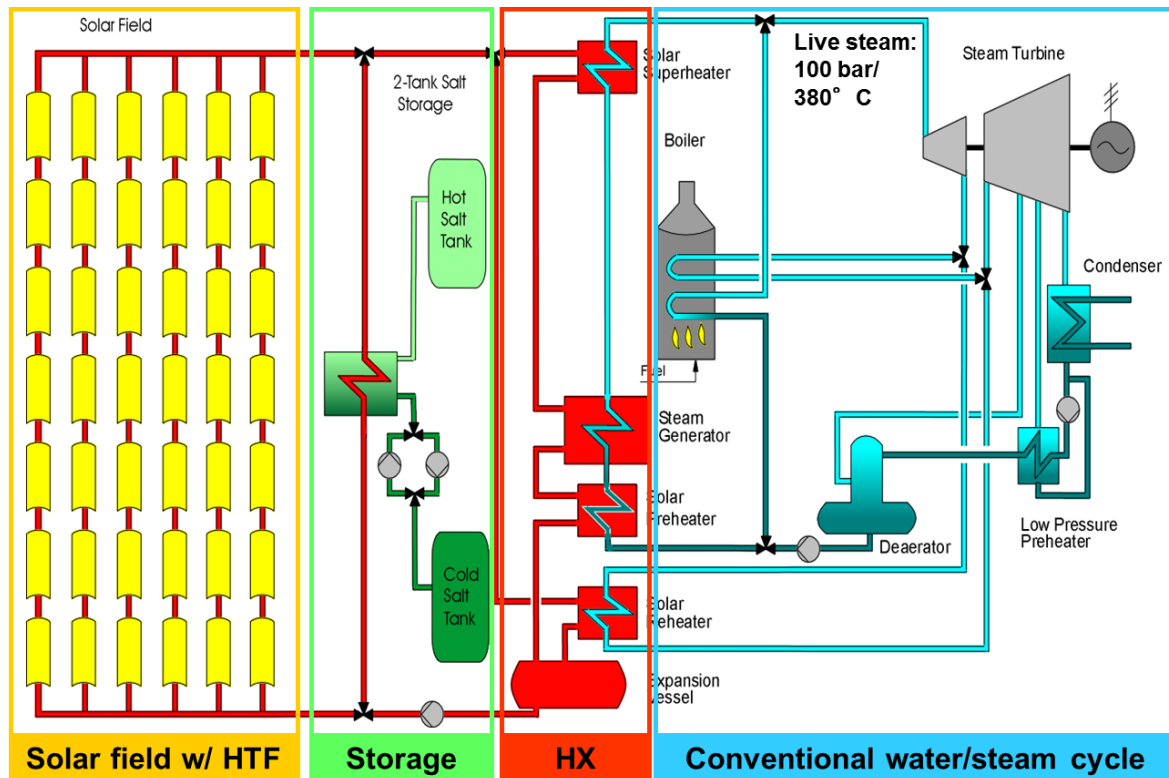 Solar Field
2-Tank Salt
Storage
Hot
Salt
Tank
Cold
Salt
Tank
Solar
Superheater
Boiler
Fuel
Steam
Generator
Solar
Preheater
Solar
Reheater
Expansion
Vessel
Live steam:
100 bar/
380° C
Steam Turbine
Condenser
Low Pressure
Preheater
Deaerator
Solar field w/ HTF
Storage
HX
Conventional water/steam cycle